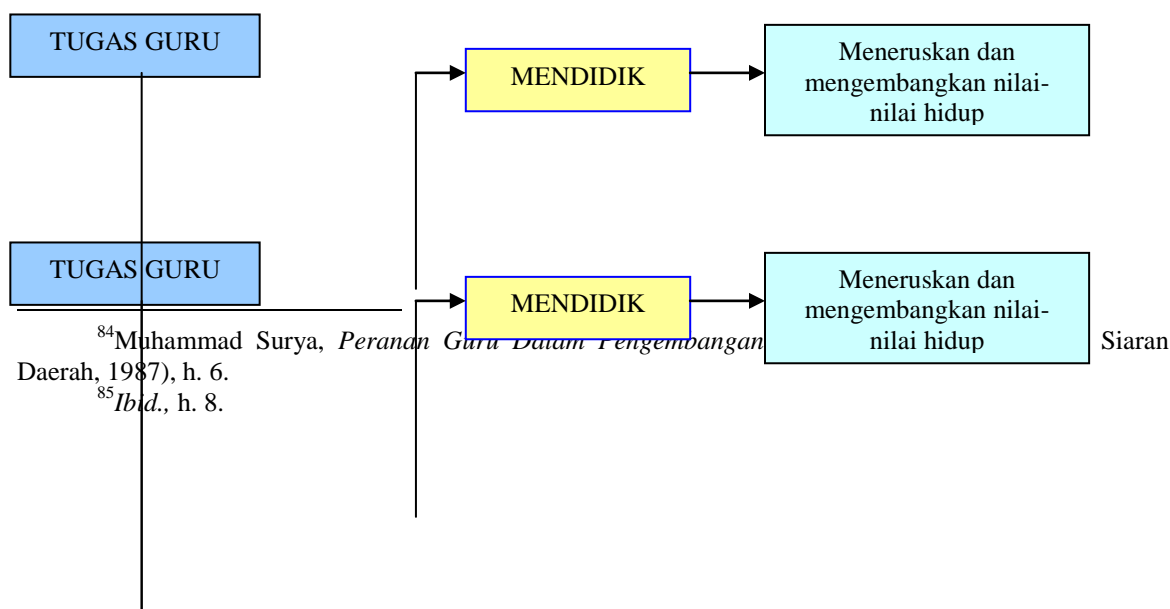 TUGAS GURU
MENDIDIK
Meneruskan dan
mengembangkan nilai-
nilai hidup
TUGAS GURU
MENDIDIK
Meneruskan dan
mengembangkan nilai-
nilai hidup
84Muhammad Surya, Peranan Guru Dalam Pengembangan Siaran
Daerah, 1987), h. 6.
85Ibid., h. 8.